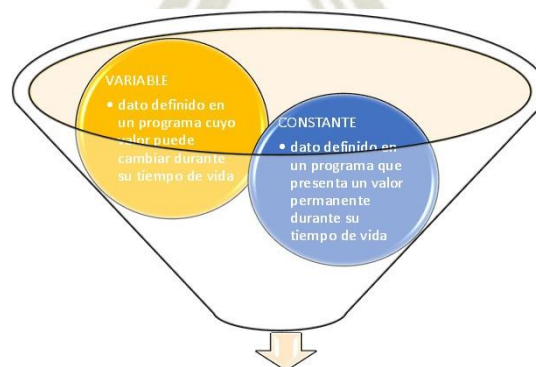 VARIABLE
• dato definido en
un programa cuyo
valor puede
cambiar durante
su tiempo de vida
CONSTANTE
• dato definido en
un programa que
presenta un valor
permanente
durante su
tiempo de vida